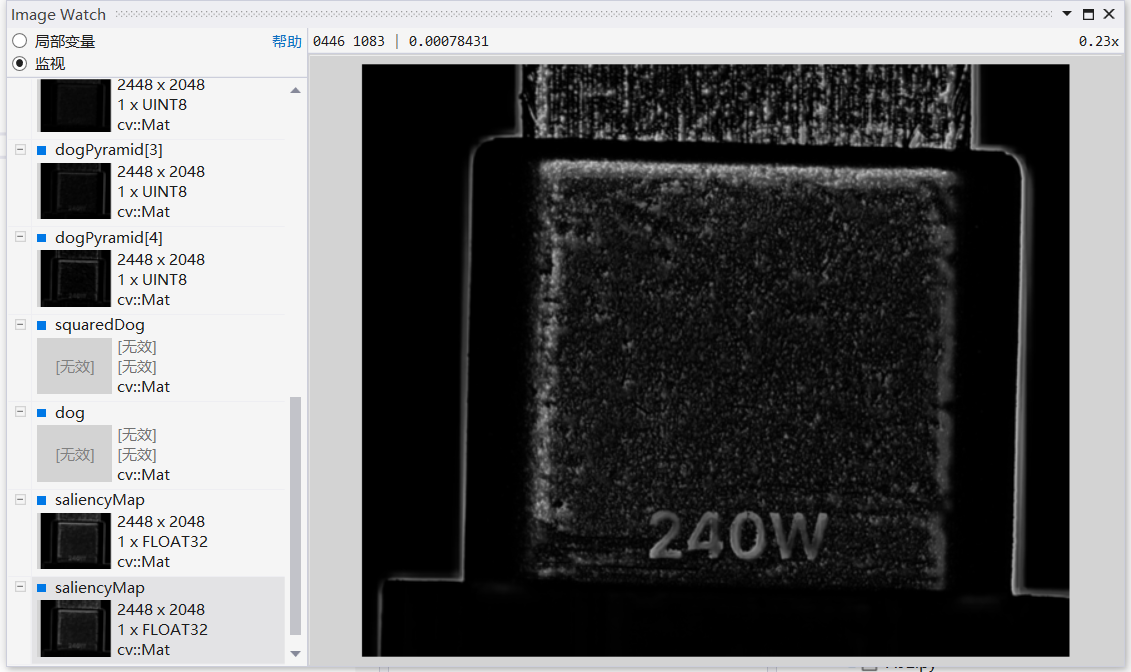 Image Watch
局部变量
帮助
监视
0446 1083 | 0.00078431
0.23x
2448 x 2048
1 x UINT8
cv::Mat
dogPyramid[3]
2448 x 2048
1 x UINT8
cv::Mat
dogPyramid[4]
2448 x 2048
1 x UINT8
cv::Mat
squaredDog
[无效]
[无效]
[无效]
cv::Mat
dog
[无效]
[无效]
[无效]
cv::Mat
saliencyMap
2448 x 2048
1 x FLOAT32
cv::Mat
saliencyMap
2448 x 2048
1 x FLOAT32
cv::Mat
240W